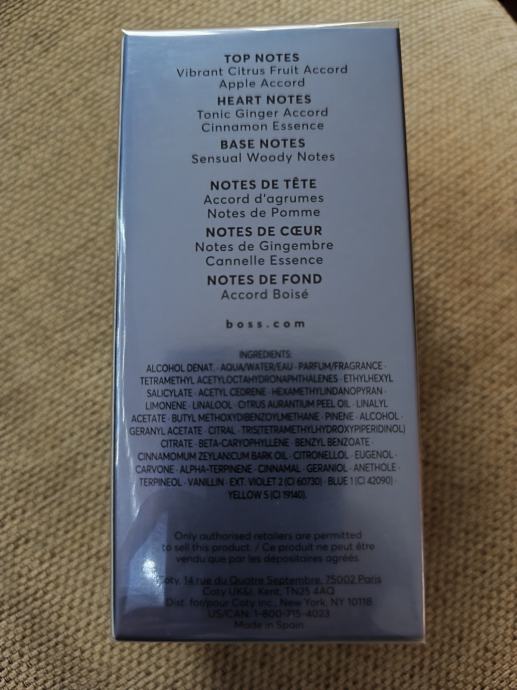 TOP NOTES
Vibrant Citrus Fruit Accord
Apple Accord
HEART NOTES
Tonic Ginger Accord
Cinnamon Essence
BASE NOTES
Sensual Woody Notes
NOTES DE TÊTE
Accord d'agrumes
Notes de Pomme
NOTES DE CŒUR
Notes de Gingembre
Cannelle Essence
NOTES DE FOND
Accord Boisé
boss.com
INGREDIENTS:
ALCOHOL DENAT. · AQUA/WATER/EAU · PARFUM/FRAGRANCE ·
TETRAMETHYL ACETYLOCTAHYDRONAPHTHALENES · ETHYLHEXYL
SALICYLATE · ACETYL CEDRENE · HEXAMETHYLINDANOPYRAN ·
LIMONENE · LINALOOL · CITRUS AURANTIUM PEEL OIL · LINALYL
ACETATE · BUTYL METHOXYDIBENZOYLMETHANE · PINENE · ALCOHOL ·
GERANYL ACETATE · CITRAL · TRIS(TETRAMETHYLHYDROXYPIPERIDINOL)
CITRATE · BETA-CARYOPHYLLENE · BENZYL BENZOATE ·
CINNAMOMUM ZEYLANICUM BARK OIL · CITRONELLOL · EUGENOL ·
CARVONE · ALPHA-TERPINENE · CINNAMAL · GERANIOL · ANETHOLE ·
TERPINEOL · VANILLIN · EXT. VIOLET 2 (CI 60730) · BLUE 1 (CI 42090) ·
YELLOW 5 (CI 19140).
Only authorised retailers are permitted
to sell this product. / Ce produit ne peut être
vendu que par les dépositaires agréés.
Coty, 14 rue du Quatre Septembre, 75002 Paris
Coty UK&I, Kent, TN25 4AQ
Dist. for/pour Coty Inc., New York, NY 10118
US/CAN: 1-800-715-4023
Made in Spain